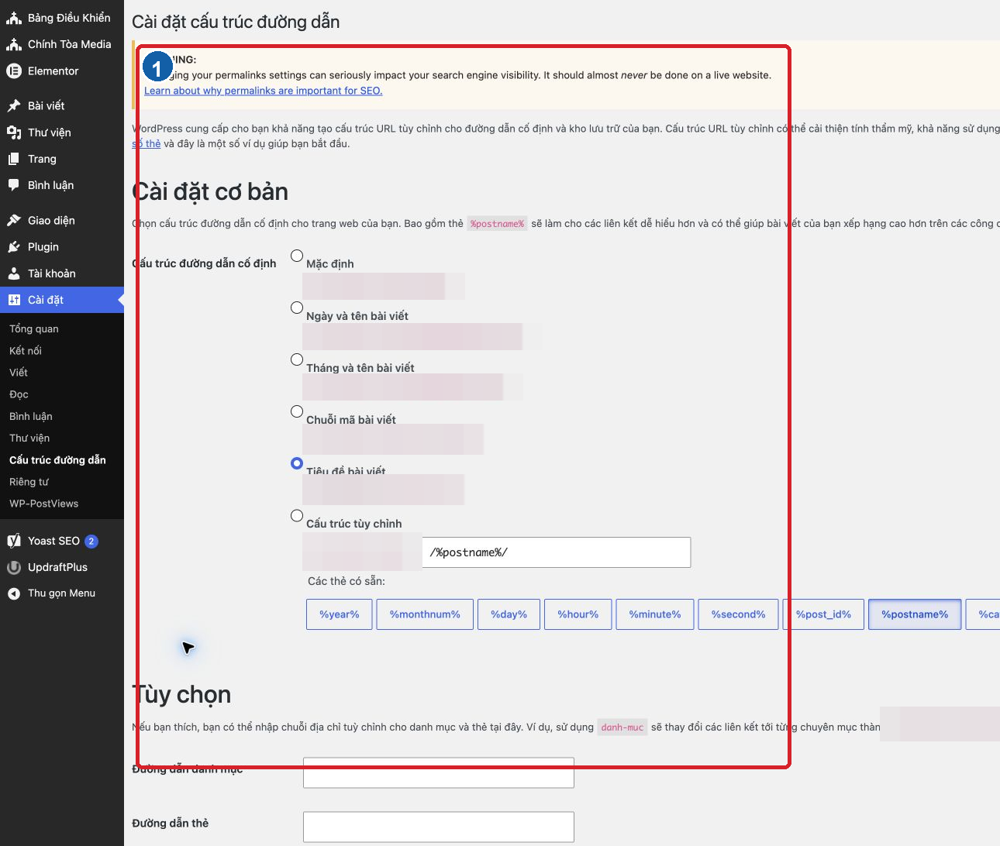 Bảng Điều Khiển
Chính Tòa Media
Elementor
Bài viết
Thư viện
Trang
Bình luận
Giao diện
Plugin
Tài khoản
Cài đặt
Tổng quan
Kết nối
Viết
Đọc
Bình luận
Thư viện
Cấu trúc đường dẫn
Riêng tư
WP-PostViews
Yoast SEO 2
UpdraftPlus
Thu gọn Menu
Cài đặt cấu trúc đường dẫn
1
your permalinks settings can seriously impact your search engine visibility. It should almost never be done on a live website.
Learn about why permalinks are important for SEO.
WordPress cung cấp cho bạn khả năng tạo cấu trúc URL tùy chỉnh cho đường dẫn cố định và kho lưu trữ của bạn. Cấu trúc URL tùy chỉnh có thể cải thiện tính thẩm mỹ, khả năng sử dụng
số thẻ và đây là một số ví dụ giúp bạn bắt đầu.
Cài đặt cơ bản
Chọn cấu trúc đường dẫn cố định cho trang web của bạn. Bao gồm thẻ %postname% sẽ làm cho các liên kết dễ hiểu hơn và có thể giúp bài viết của bạn xếp hạng cao hơn trên các công
Cấu trúc đường dẫn cố định
Mặc định
Ngày và tên bài viết
Tháng và tên bài viết
Chuỗi mã bài viết
Tiêu đề bài viết
Cấu trúc tùy chỉnh
/%postname%/
Các thẻ có sẵn:
%year% %monthnum% %day% %hour% %minute% %second% %post_id% %postname%
Tùy chọn
Nếu bạn thích, bạn có thể nhập chuỗi địa chỉ tuỳ chỉnh cho danh mục và thẻ tại đây. Ví dụ, sử dụng danh-muc sẽ thay đổi các liên kết tới từng chuyên mục thàn
Đường dẫn danh mục
Đường dẫn thẻ